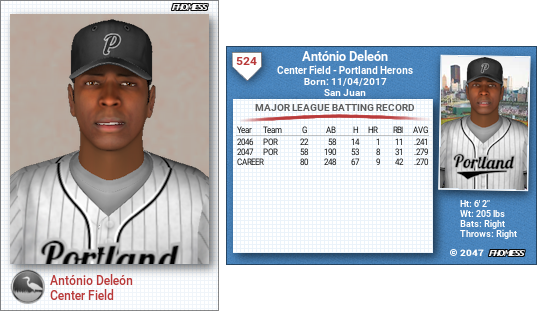 PHOMESS
P
Portland
António Deleón
Center Field
524
António Deleón
Center Field - Portland Herons
Born: 11/04/2017
San Juan
MAJOR LEAGUE BATTING RECORD
Year Team G AB H HR RBI AVG
2046 POR 22 58 14 1 11 .241
2047 POR 58 190 53 8 31 .279
CAREER 80 248 67 9 42 .270
P
Portland
Ht: 6' 2"
Wt: 205 lbs
Bats: Right
Throws: Right
© 2047 PHOMESS